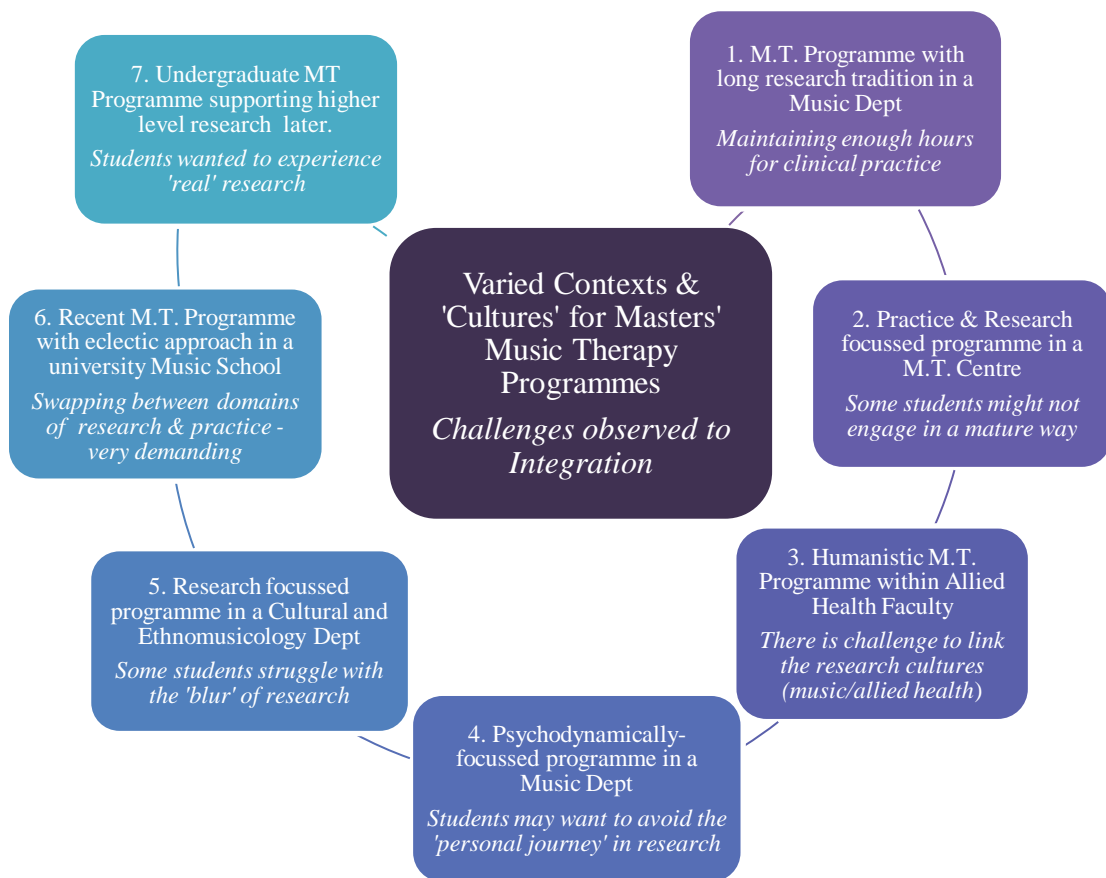 Varied Contexts &
'Cultures' for Masters'
Music Therapy
Programmes
Challenges observed to
Integration
1. M.T. Programme with
long research tradition in a
Music Dept
Maintaining enough hours
for clinical practice
2. Practice & Research
focussed programme in a
M.T. Centre
Some students might not
engage in a mature way
3. Humanistic M.T.
Programme within Allied
Health Faculty
There is challenge to link
the research cultures
(music/allied health)
4. Psychodynamically-
focussed programme in a
Music Dept
Students may want to avoid the
'personal journey' in research
5. Research focussed
programme in a Cultural and
Ethnomusicology Dept
Some students struggle with
the 'blur' of research
6. Recent M.T. Programme
with eclectic approach in a
university Music School
Swapping between domains
of research & practice -
very demanding
7. Undergraduate MT
Programme supporting higher
level research later.
Students wanted to experience
'real' research